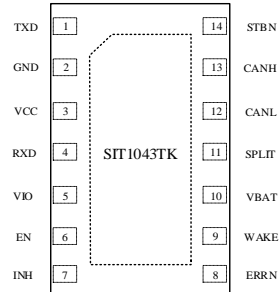 TXD 1 14 STBN
GND 2 13 CANH
VCC 3 12 CANL
RXD 4 SIT1043TK 11 SPLIT
VIO 5 10 VBAT
EN 6 9 WAKE
INH 7 8 ERRN